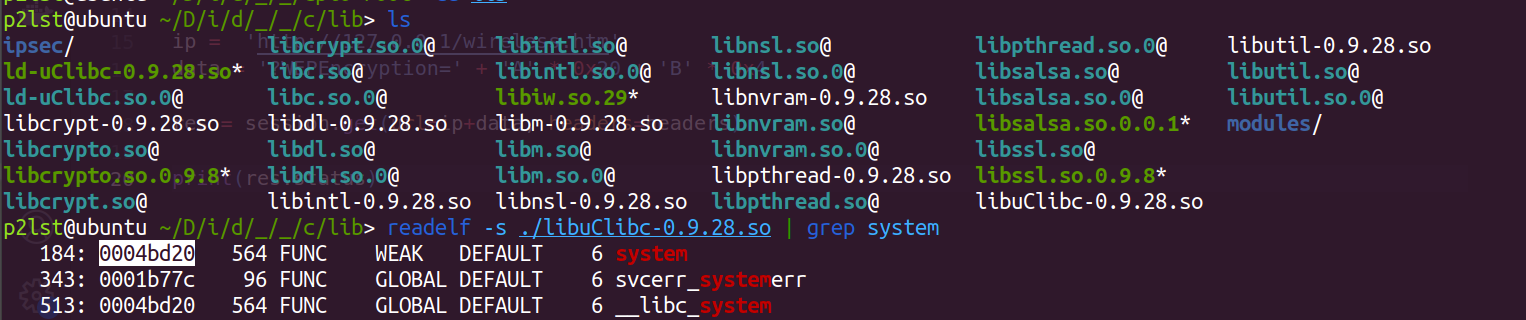 p2lst@ubuntu ~/D/i/d/_/_/c/lib> ls
ipsec/ libcrypt.so.0@ libintl.so@ libnsl.so@ libpthread.so.0@ libutil-0.9.28.so
ld-uClibc-0.9.28.so* libc.so@ libintl.so.0@ libnsl.so.0@ libsalsa.so@ libutil.so@
ld-uClibc.so.0@ libc.so.0@ libiw.so.29* libnvram-0.9.28.so libsalsa.so.0@ libutil.so.0@
libcrypt-0.9.28.so libdl-0.9.28.so libm-0.9.28.so libnvram.so@ libsalsa.so.0.0.1* modules/
libcrypto.so@ libdl.so@ libm.so@ libnvram.so.0@ libssl.so@
libcrypto.so.0.9.8* libdl.so.0@ libm.so.0@ libpthread-0.9.28.so libssl.so.0.9.8*
libcrypt.so@ libintl-0.9.28.so libnsl-0.9.28.so libpthread.so@ libuClibc-0.9.28.so
p2lst@ubuntu ~/D/i/d/_/_/c/lib> readelf -s ./libuClibc-0.9.28.so | grep system
184: 0004bd20 564 FUNC WEAK DEFAULT 6 system
343: 0001b77c 96 FUNC GLOBAL DEFAULT 6 svcerr_systemerr
513: 0004bd20 564 FUNC GLOBAL DEFAULT 6 __libc_system